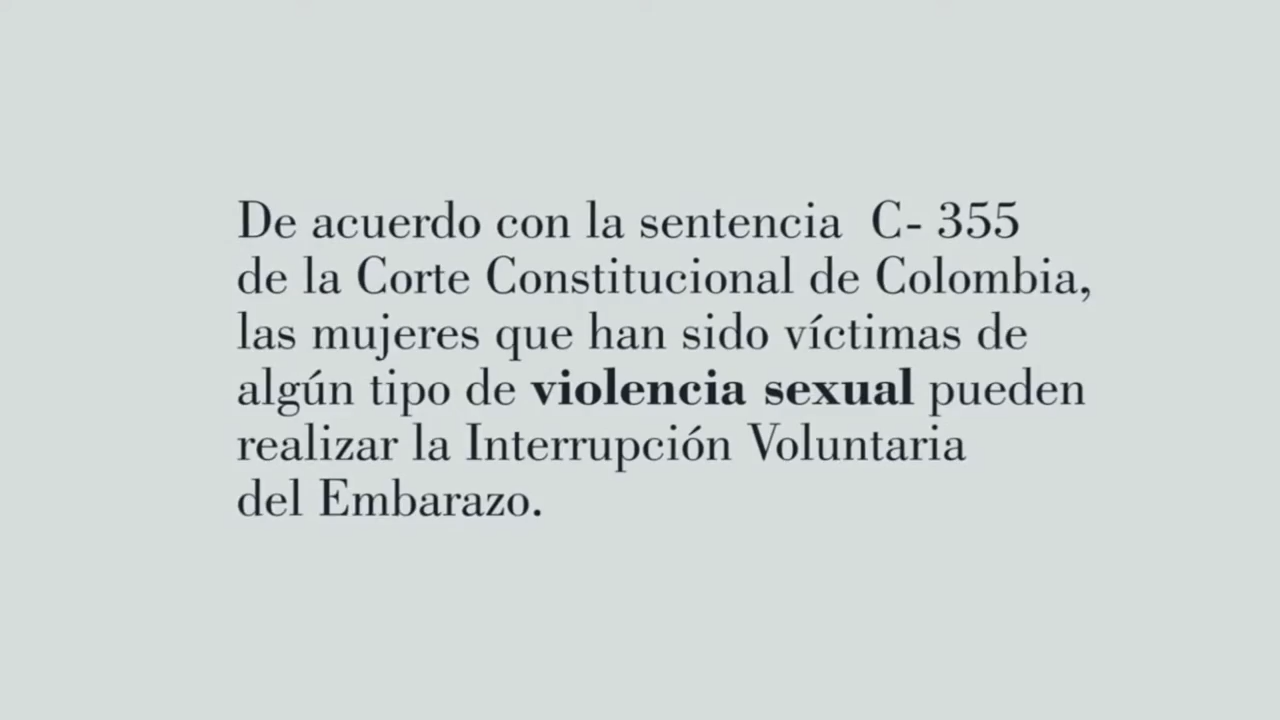 De acuerdo con la sentencia C- 355
de la Corte Constitucional de Colombia,
las mujeres que han sido víctimas de
algún tipo de violencia sexual pueden
realizar la Interrupción Voluntaria
del Embarazo.